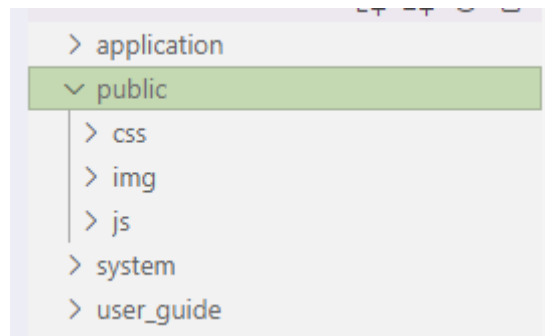 application
public
css
img
js
system
user_guide